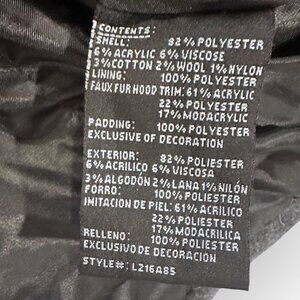 CONTENTS:
SHELL: 82% POLYESTER
6% ACRYLIC 6% VISCOSE
3% COTTON 2% WOOL 1% NYLON
LINING: 100% POLYESTER
FAUX FUR HOOD TRIM: 61% ACRYLIC
22% POLYESTER
17% MODACRYLIC
PADDING: 100% POLYESTER
EXCLUSIVE OF DECORATION
EXTERIOR: 82% POLIESTER
6% ACRILICO 6% VISCOSA
3% ALGODÓN 2% LANA 1% NILÓN
FORRO: 100% POLIESTER
IMITACION DE PIEL: 61% ACRILICO
22% POLIESTER
17% MODACRILICA
RELLENO: 100% POLIESTER
EXCLUSIVO DE DECORACION
STYLE#: L216A85